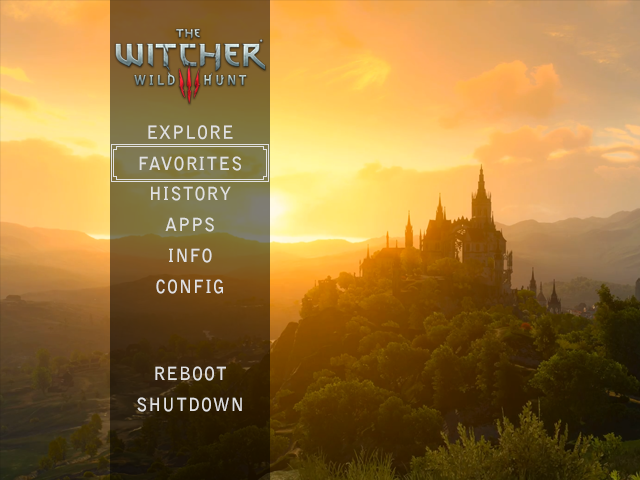 THE
WITCHER
WILD HUNT
EXPLORE
FAVORITES
HISTORY
APPS
INFO
CONFIG
REBOOT
SHUTDOWN